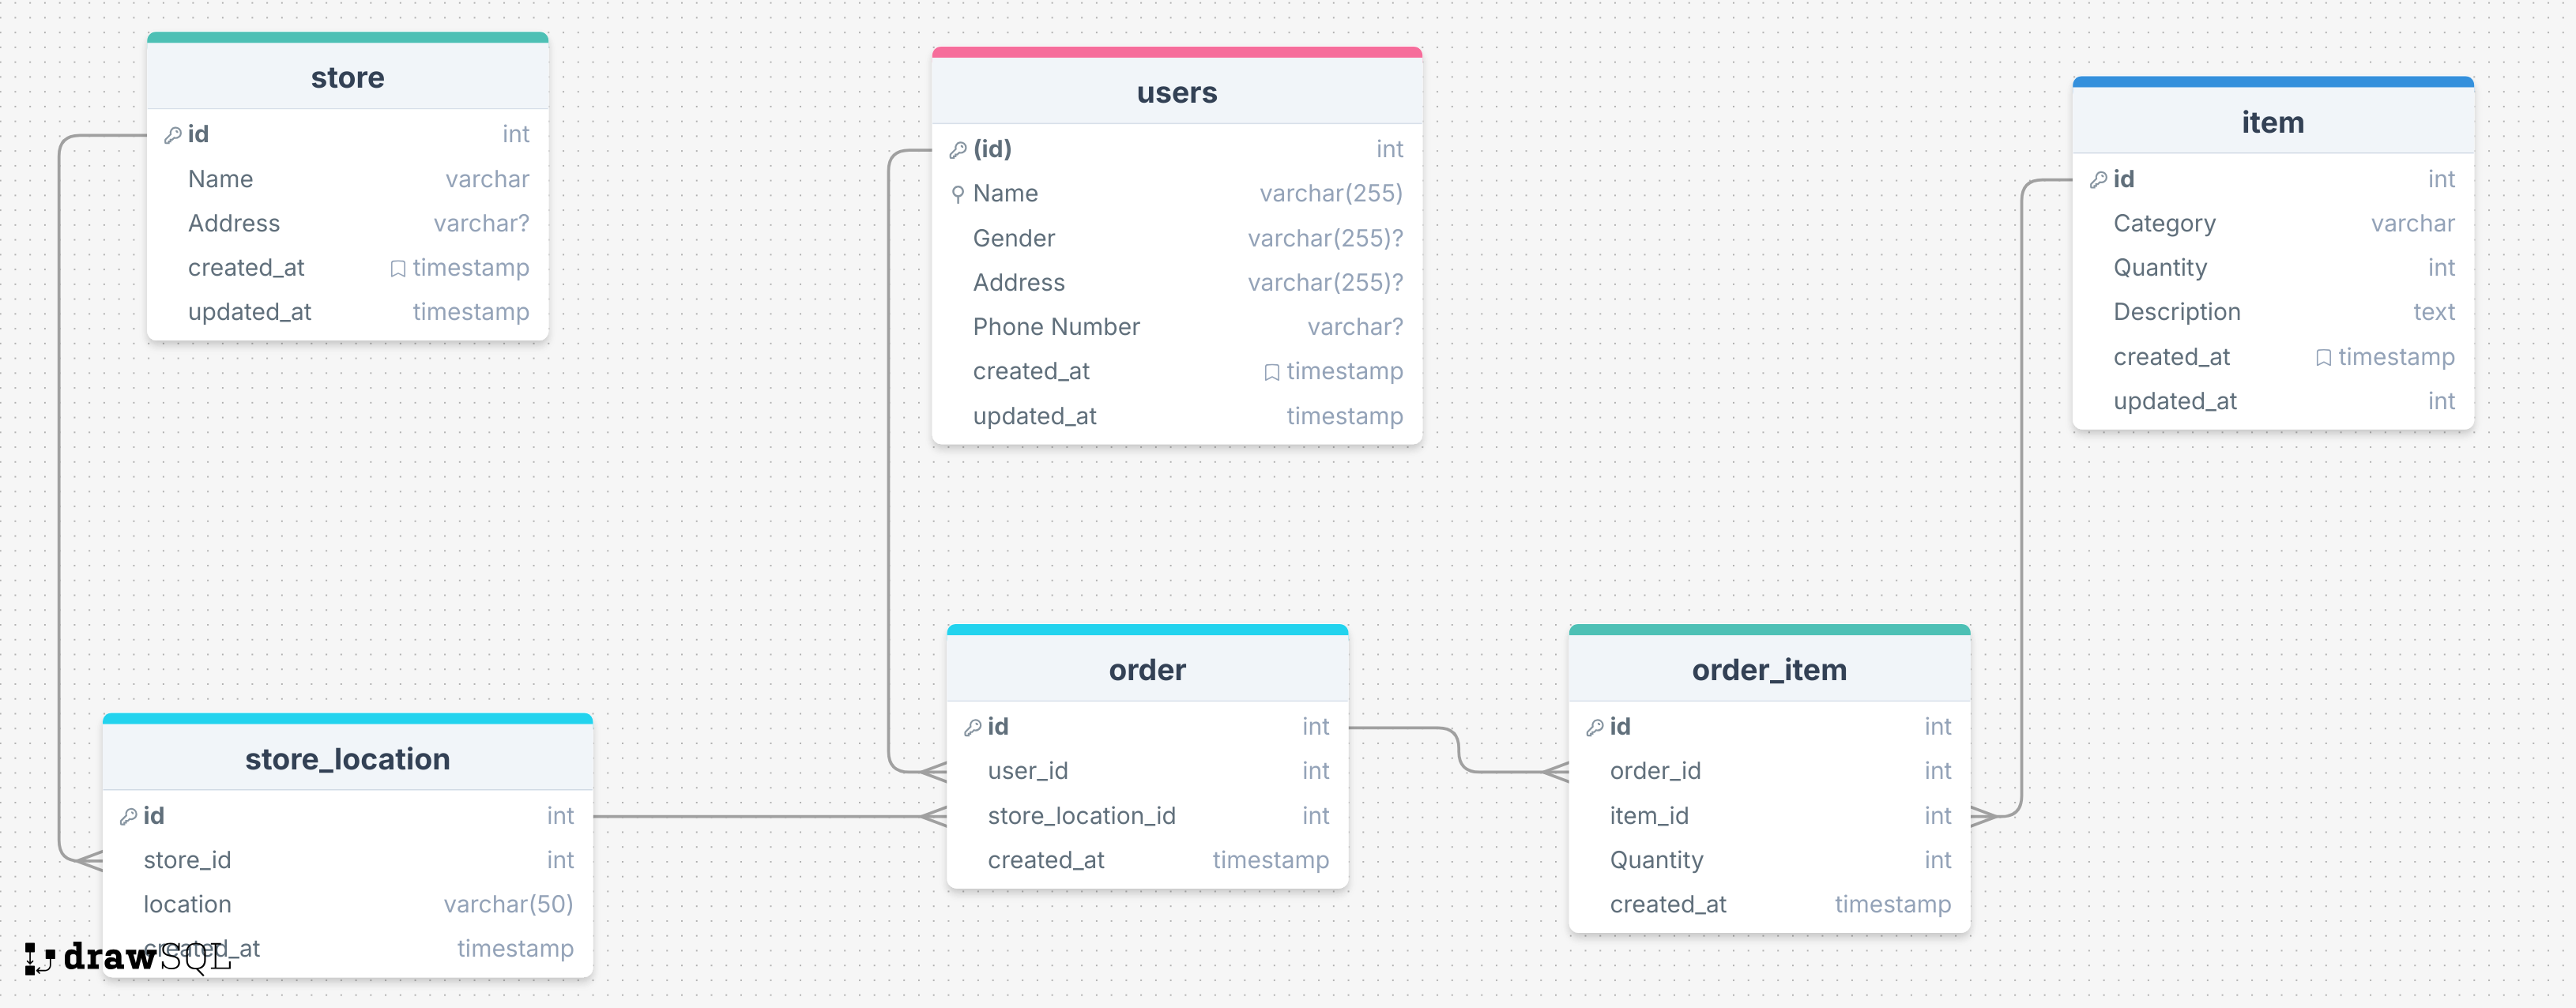 store
id int
Name varchar
Address varchar?
created_at timestamp
updated_at timestamp
users
(id) int
Name varchar(255)
Gender varchar(255)?
Address varchar(255)?
Phone Number varchar?
created_at timestamp
updated_at timestamp
item
id int
Category varchar
Quantity int
Description text
created_at timestamp
updated_at int
store_location
id int
store_id int
location varchar(50)
created_at timestamp
order
id int
user_id int
store_location_id int
created_at timestamp
order_item
id int
order_id int
item_id int
Quantity int
created_at timestamp
drawSQL